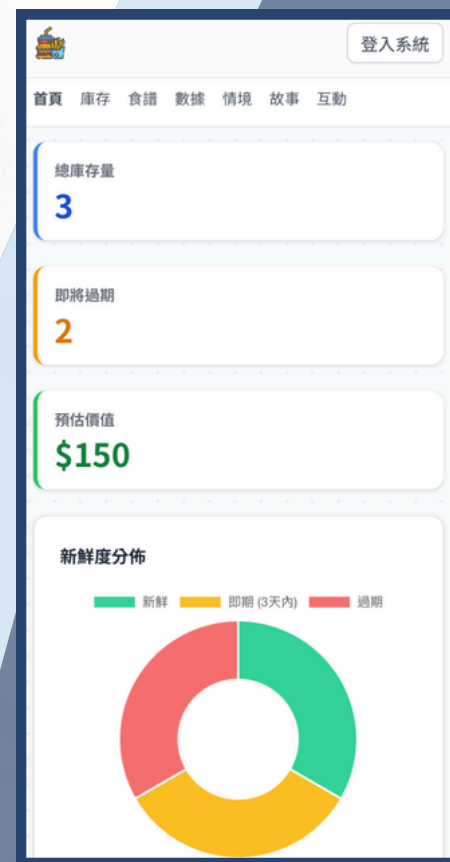 登入系統
首頁 庫存 食譜 數據 情境 故事 互動
總庫存量
3
即將過期
2
預估價值
$150
新鮮度分佈
新鮮 即期 (3天內) 過期